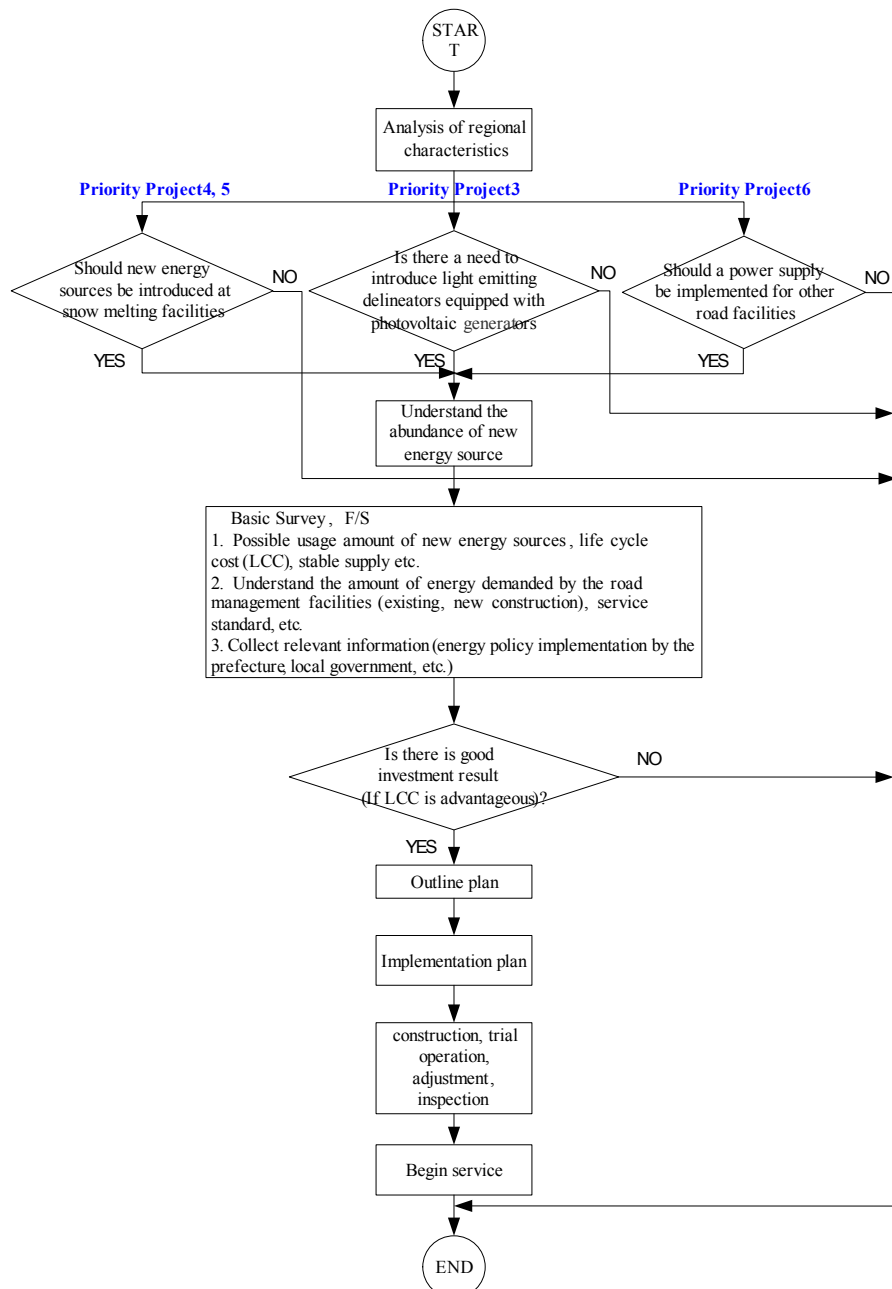 STAR
T
Analysis of regional
characteristics
Priority Project4, 5
Priority Project3
Priority Project6
Should new energy
sources be introduced at
snow melting facilities
NO
YES
Is there a need to
introduce light emitting
delineators equipped with
photovoltaic generators
NO
YES
Should a power supply
be implemented for other
road facilities
NO
YES
Understand the
abundance of new
energy source
Basic Survey, F/S
1. Possible usage amount of new energy sources, life cycle
cost (LCC), stable supply etc.
2. Understand the amount of energy demanded by the road
management facilities (existing, new construction), service
standard, etc.
3. Collect relevant information (energy policy implementation by the
prefecture, local government, etc.)
Is there is good
investment result
(If LCC is advantageous)?
NO
YES
Outline plan
Implementation plan
construction, trial
operation,
adjustment,
inspection
Begin service
END